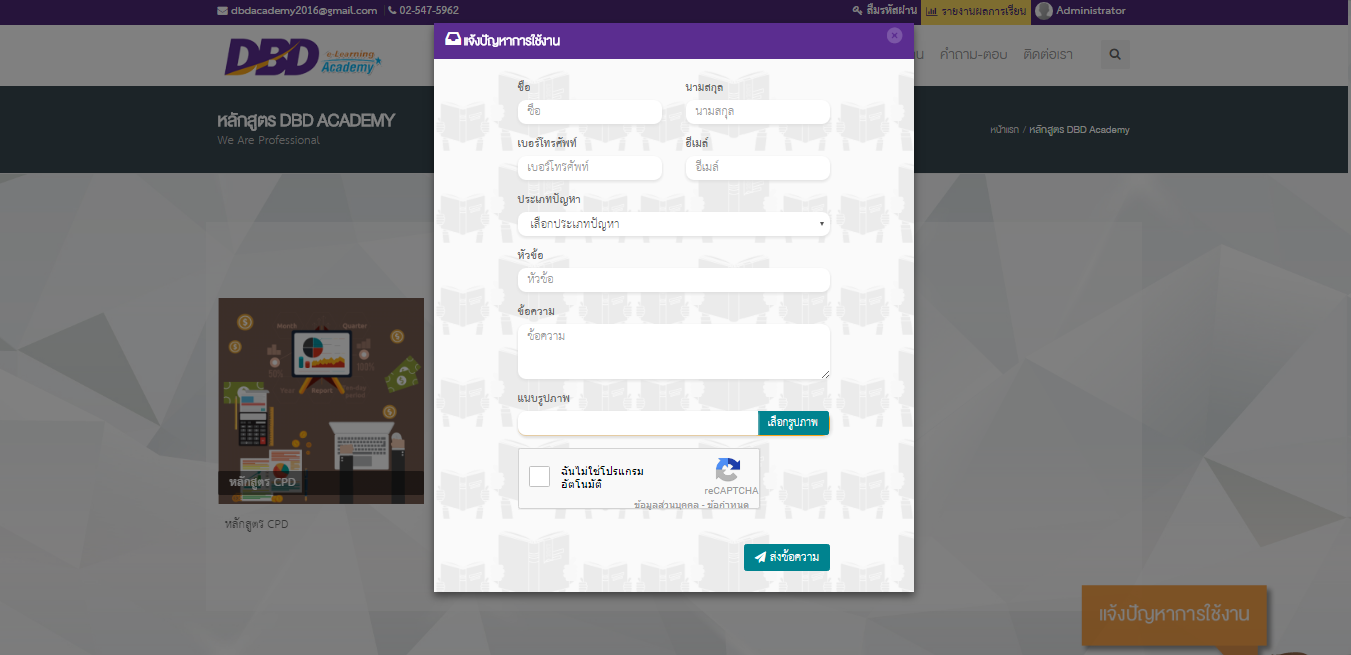 dbdacademy2016@gmail.com 02-547-5962 ลืมรหัสผ่าน รายงานผลการเรียน Administrator
DBD e-Learning Academy
คำถาม-ตอบ ติดต่อเรา
หลักสูตร DBD ACADEMY
We Are Professional
หน้าแรก / หลักสูตร DBD Academy
แจ้งปัญหาการใช้งาน
ชื่อ นามสกุล
ชื่อ นามสกุล
เบอร์โทรศัพท์ อีเมล์
เบอร์โทรศัพท์ อีเมล์
ประเภทปัญหา
เลือกประเภทปัญหา
หัวข้อ
หัวข้อ
ข้อความ
ข้อความ
แนบรูปภาพ
เลือกรูปภาพ
ฉันไม่ใช่โปรแกรม
อัตโนมัติ
reCAPTCHA
ข้อมูลส่วนบุคคล - ข้อกำหนด
ส่งข้อความ
Month Quarter
Year Report
หลักสูตร CPD
หลักสูตร CPD
แจ้งปัญหาการใช้งาน